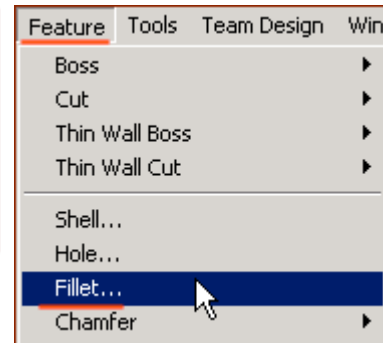 Feature Tools Team Design Win
Boss
Cut
Thin Wall Boss
Thin Wall Cut
Shell...
Hole...
Fillet...
Chamfer